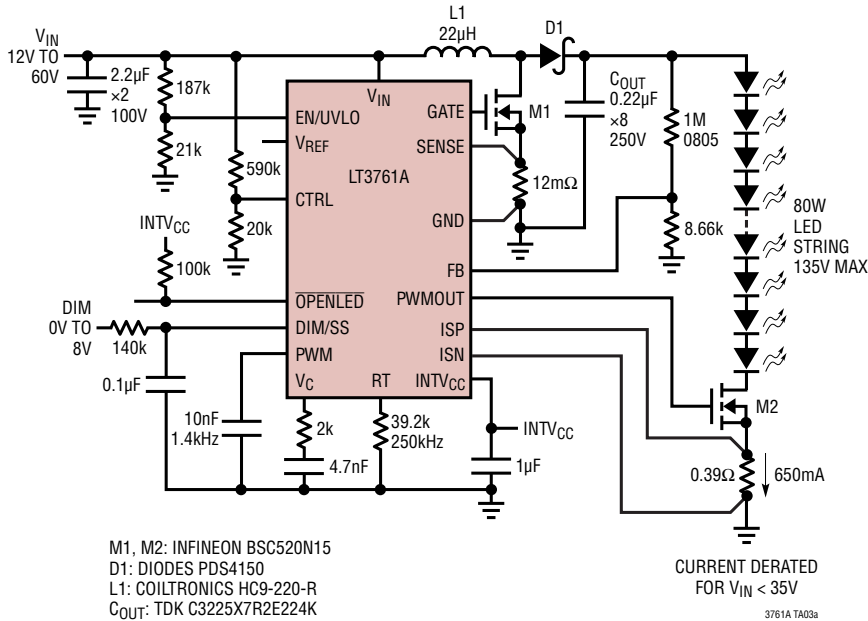 L1
22µH
D1
V_IN
12V TO
60V
2.2µF
×2
100V
187k
21k
590k
20k
INTV_CC
100k
DIM
0V TO
8V
140k
0.1µF
10nF
1.4kHz
V_IN
EN/UVLO
V_REF
LT3761A
CTRL
OPENLED
DIM/SS
PWM
V_C
RT
GATE
SENSE
GND
FB
PWMOUT
ISP
ISN
INTV_CC
M1
12mΩ
C_OUT
0.22µF
×8
250V
1M
0805
8.66k
80W
LED
STRING
135V MAX
M2
0.39Ω
650mA
2k
4.7nF
39.2k
250kHz
INTV_CC
1µF
M1, M2: INFINEON BSC520N15
D1: DIODES PDS4150
L1: COILTRONICS HC9-220-R
C_OUT: TDK C3225X7R2E224K
CURRENT DERATED
FOR V_IN < 35V
3761A TA03a